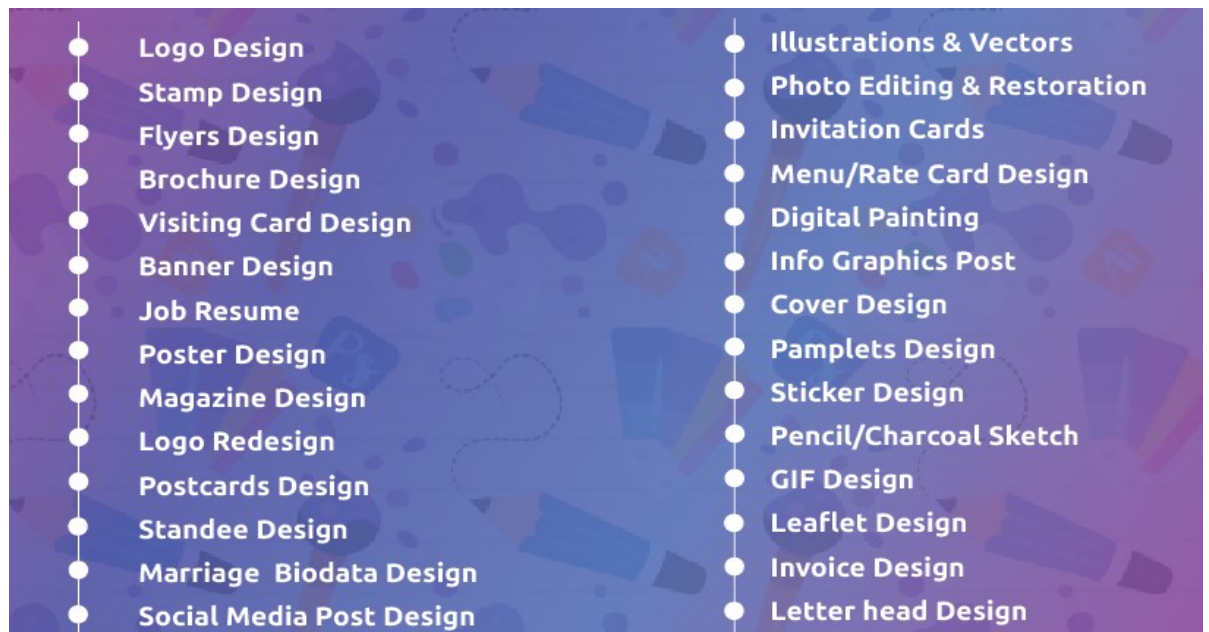 Logo Design
Stamp Design
Flyers Design
Brochure Design
Visiting Card Design
Banner Design
Job Resume
Poster Design
Magazine Design
Logo Redesign
Postcards Design
Standee Design
Marriage Biodata Design
Social Media Post Design
Illustrations & Vectors
Photo Editing & Restoration
Invitation Cards
Menu/Rate Card Design
Digital Painting
Info Graphics Post
Cover Design
Pamplets Design
Sticker Design
Pencil/Charcoal Sketch
GIF Design
Leaflet Design
Invoice Design
Letter head Design